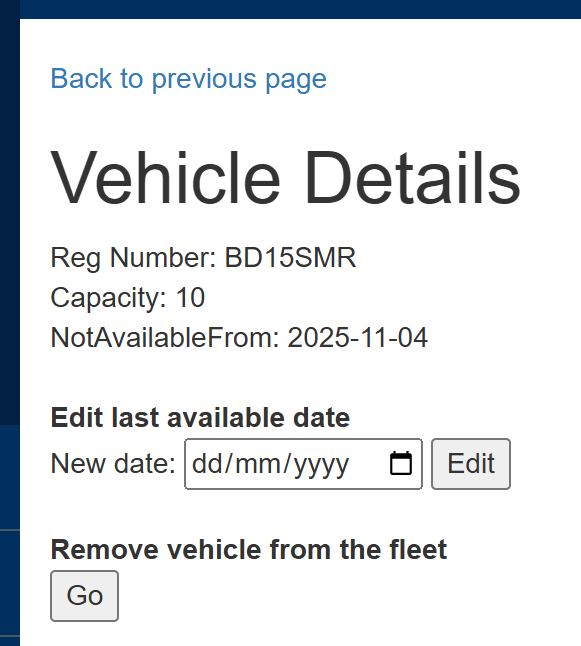 Back to previous page
Vehicle Details
Reg Number: BD15SMR
Capacity: 10
NotAvailableFrom: 2025-11-04
Edit last available date
New date: dd/mm/yyyy Edit
Remove vehicle from the fleet
Go